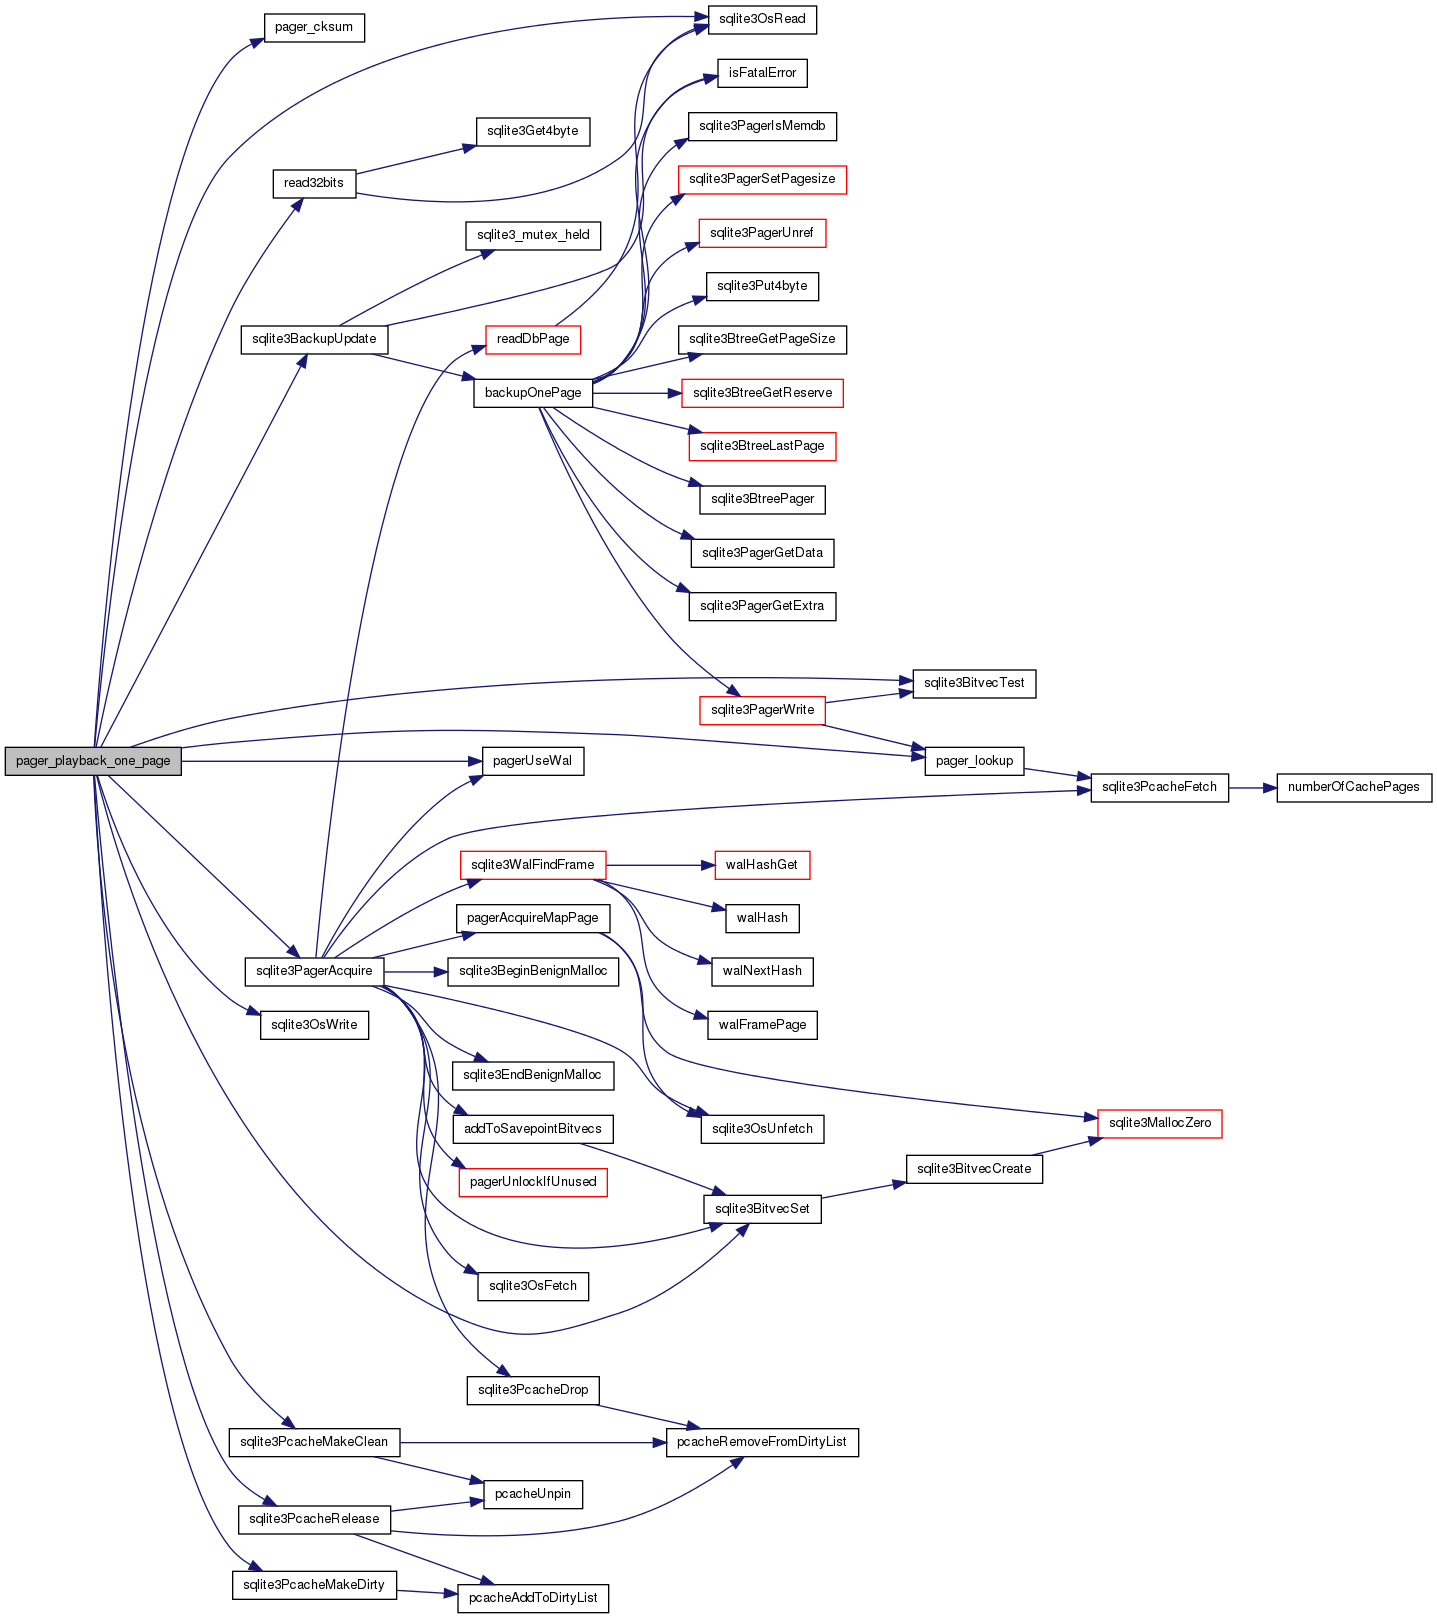 pager_cksum
sqlite3OsRead
isFatalError
sqlite3Get4byte
sqlite3PagerIsMemdb
read32bits
sqlite3PagerSetPagesize
sqlite3_mutex_held
sqlite3PagerUnref
sqlite3Put4byte
sqlite3BackupUpdate
readDbPage
sqlite3BtreeGetPageSize
backupOnePage
sqlite3BtreeGetReserve
sqlite3BtreeLastPage
sqlite3BtreePager
sqlite3PagerGetData
sqlite3PagerGetExtra
sqlite3BitvecTest
sqlite3PagerWrite
pager_playback_one_page
pagerUseWal
pager_lookup
sqlite3PcacheFetch
numberOfCachePages
sqlite3WalFindFrame
walHashGet
pagerAcquireMapPage
walHash
sqlite3PagerAcquire
sqlite3BeginBenignMalloc
walNextHash
sqlite3OsWrite
walFramePage
sqlite3EndBenignMalloc
addToSavepointBitvecs
sqlite3OsUnfetch
sqlite3MallocZero
sqlite3BitvecCreate
pagerUnlockIfUnused
sqlite3BitvecSet
sqlite3OsFetch
sqlite3PcacheDrop
sqlite3PcacheMakeClean
pcacheRemoveFromDirtyList
pcacheUnpin
sqlite3PcacheRelease
sqlite3PcacheMakeDirty
pcacheAddToDirtyList